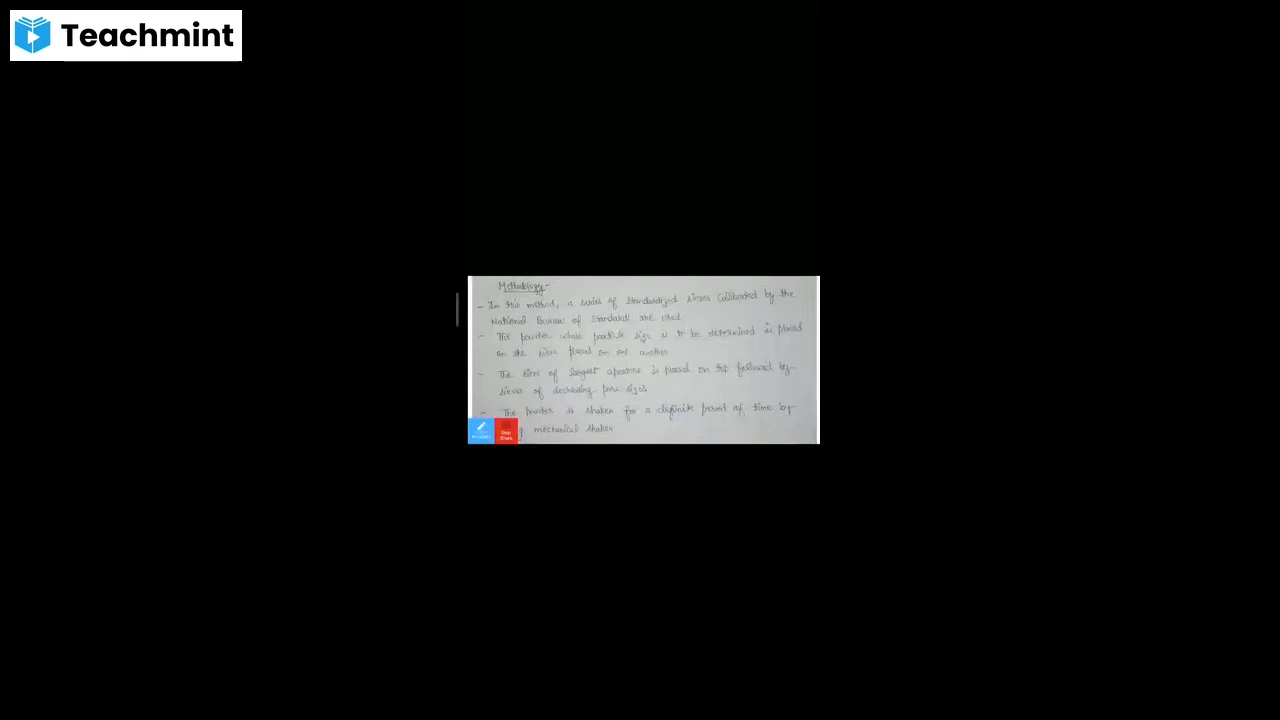 Teachmint
Methodology-
- In this method, a series of standardized sieves calibrated by the
National Bureau of Standards are used
- The powder whose particle size is to be determined is placed
on the sieve placed on one another
- The sieve of largest aperture is placed on top followed by-
sieves of decreasing pore sizes
- The powder is shaken for a definite period of time by-
mechanical shaker
Stop
Share